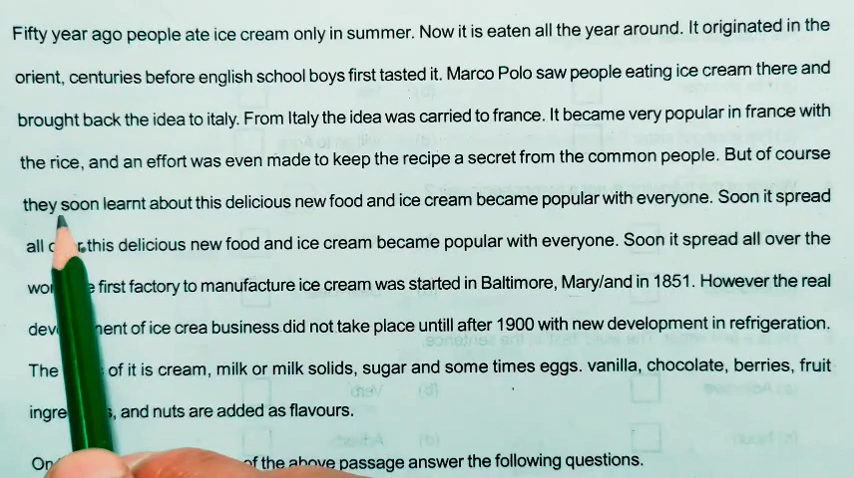 Fifty year ago people ate ice cream only in summer. Now it is eaten all the year around. It originated in the
orient, centuries before english school boys first tasted it. Marco Polo saw people eating ice cream there and
brought back the idea to italy. From Italy the idea was carried to france. It became very popular in france with
the rice, and an effort was even made to keep the recipe a secret from the common people. But of course
they soon learnt about this delicious new food and ice cream became popular with everyone. Soon it spread
all this delicious new food and ice cream became popular with everyone. Soon it spread all over the
first factory to manufacture ice cream was started in Baltimore, Mary/and in 1851. However the real
of ice crea business did not take place untill after 1900 with new development in refrigeration.
The of it is cream, milk or milk solids, sugar and some times eggs. vanilla, chocolate, berries, fruit
and nuts are added as flavours.
of the above passage answer the following questions.